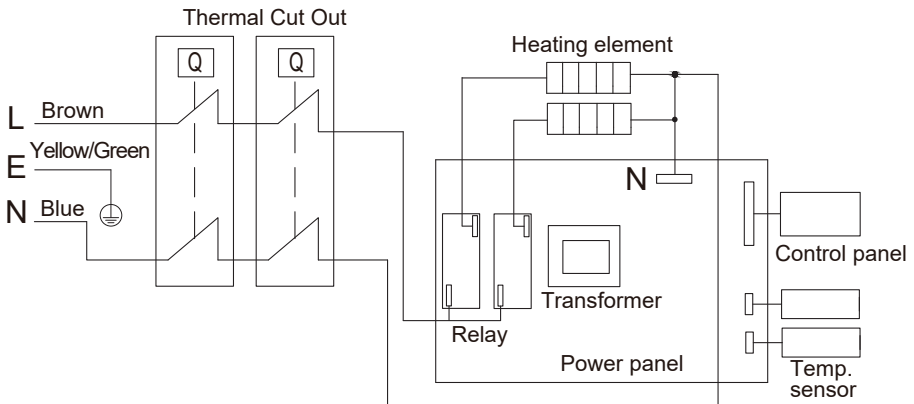 Thermal Cut Out
Q
Q
Heating element
L
Brown
E
Yellow/Green
N
Blue
N
Control panel
Transformer
Relay
Power panel
Temp.
sensor